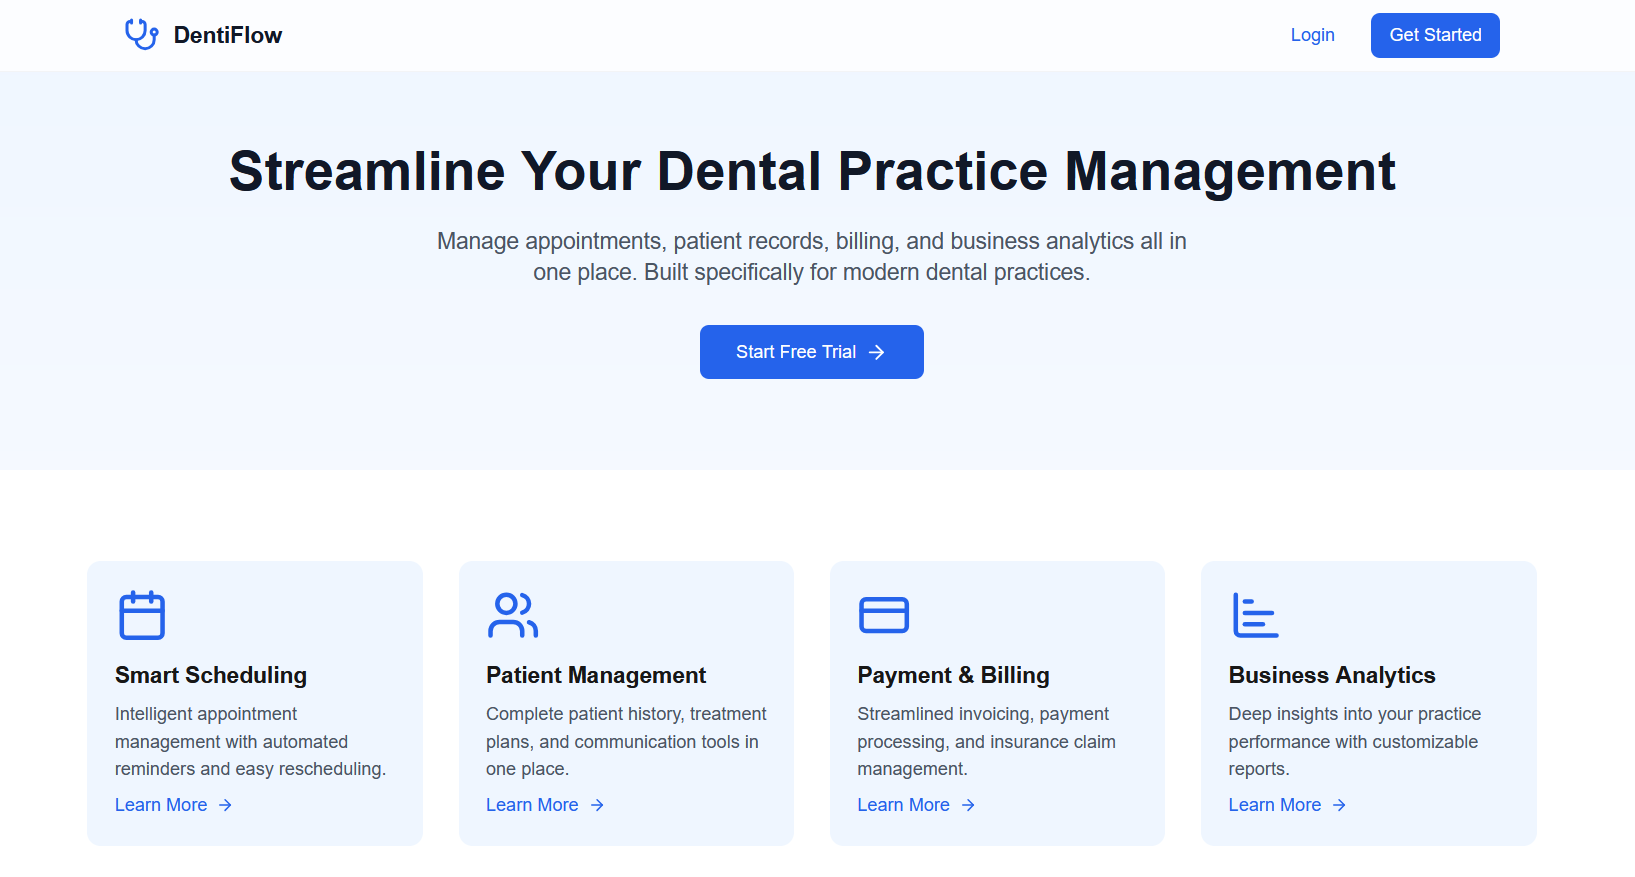 DentiFlow
Login
Get Started
Streamline Your Dental Practice Management
Manage appointments, patient records, billing, and business analytics all in
one place. Built specifically for modern dental practices.
Start Free Trial
Smart Scheduling
Intelligent appointment
management with automated
reminders and easy rescheduling.
Learn More
Patient Management
Complete patient history, treatment
plans, and communication tools in
one place.
Learn More
Payment & Billing
Streamlined invoicing, payment
processing, and insurance claim
management.
Learn More
Business Analytics
Deep insights into your practice
performance with customizable
reports.
Learn More